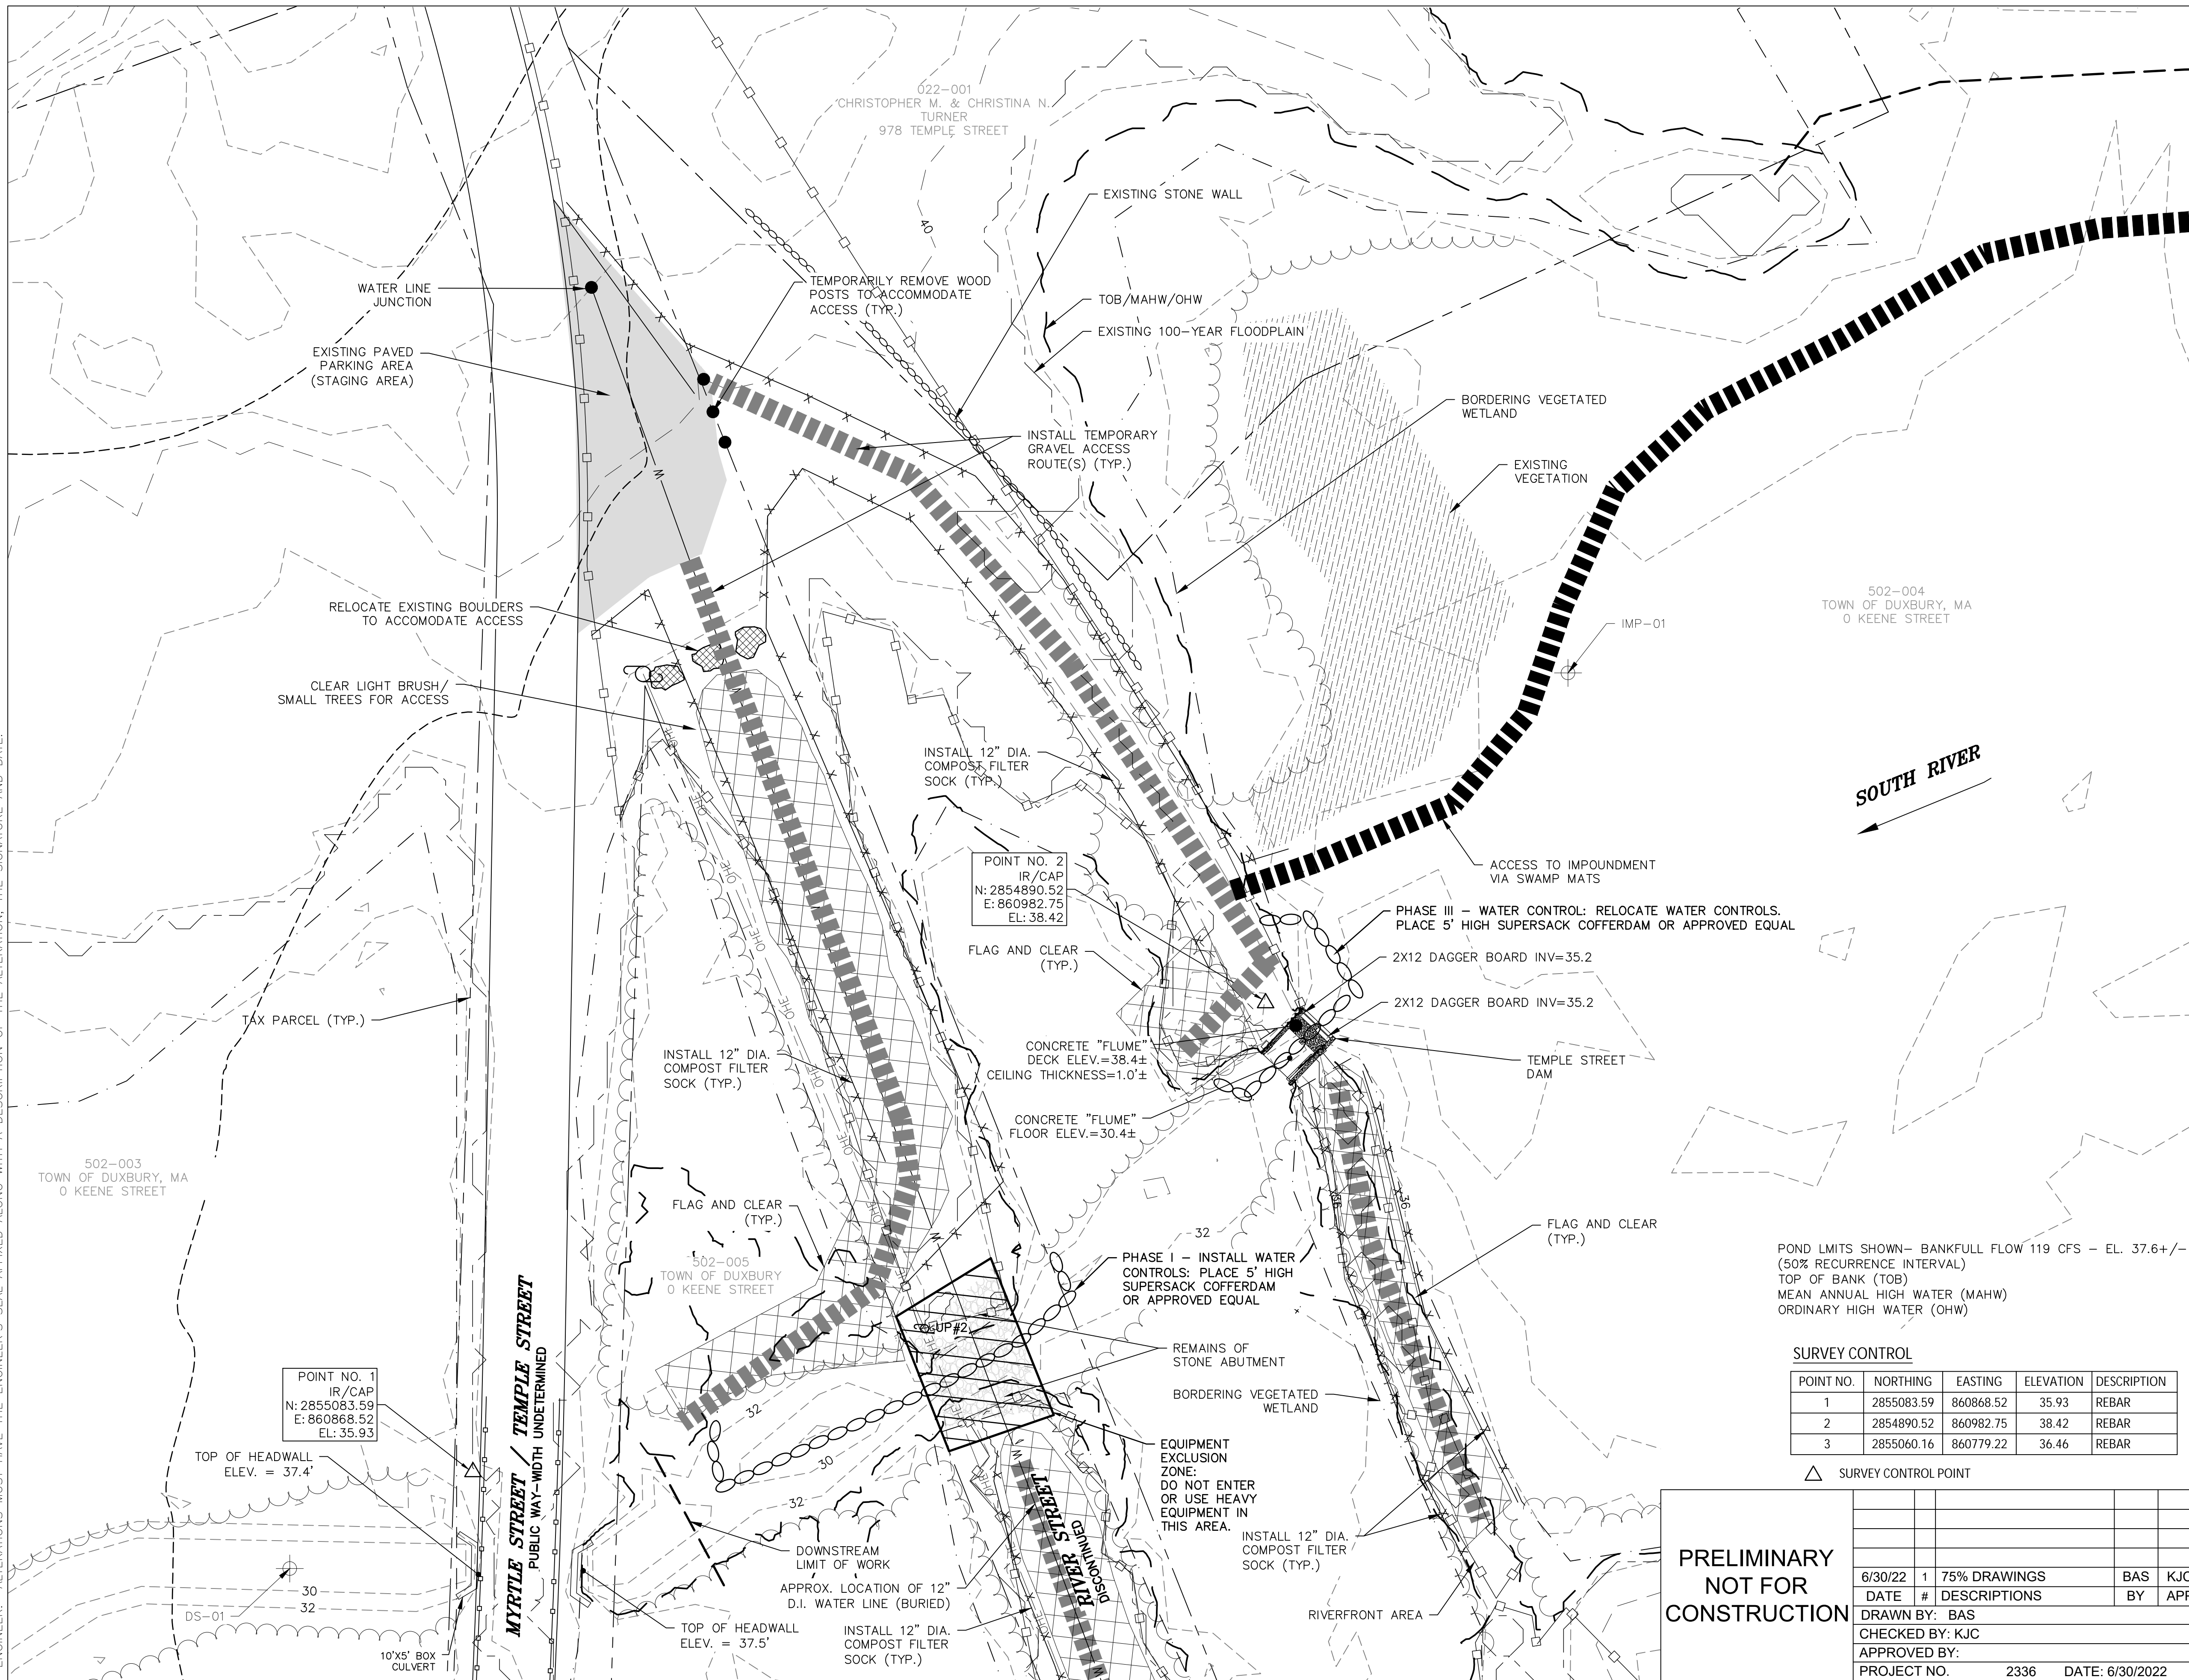 022-001
CHRISTOPHER M. & CHRISTINA N.
TURNER
978 TEMPLE STREET
EXISTING STONE WALL
40
WATER LINE
JUNCTION
TEMPORARILY REMOVE WOOD
POSTS TO ACCOMMODATE
ACCESS (TYP.)
TOB/MAHW/OHW
EXISTING 100-YEAR FLOODPLAIN
EXISTING PAVED
PARKING AREA
(STAGING AREA)
BORDERING VEGETATED
WETLAND
INSTALL TEMPORARY
GRAVEL ACCESS
ROUTE(S) (TYP.)
EXISTING
VEGETATION
W
RELOCATE EXISTING BOULDERS
TO ACCOMODATE ACCESS
502-004
TOWN OF DUXBURY, MA
0 KEENE STREET
IMP-01
CLEAR LIGHT BRUSH/
SMALL TREES FOR ACCESS
OHE
INSTALL 12" DIA.
COMPOST FILTER
SOCK (TYP.)
OHE
SOUTH RIVER
OHE
POINT NO. 2
IR/CAP
N: 2854890.52
E: 860982.75
EL: 38.42
ACCESS TO IMPOUNDMENT
VIA SWAMP MATS
PHASE III - WATER CONTROL: RELOCATE WATER CONTROLS.
PLACE 5' HIGH SUPERSACK COFFERDAM OR APPROVED EQUAL
FLAG AND CLEAR
(TYP.)
OHE
2X12 DAGGER BOARD INV=35.2
OHE
2X12 DAGGER BOARD INV=35.2
TAX PARCEL (TYP.)
INSTALL 12" DIA.
COMPOST FILTER
SOCK (TYP.)
OHE
CONCRETE "FLUME"
DECK ELEV.=38.4±
CEILING THICKNESS=1.0'±
TEMPLE STREET
DAM
CONCRETE "FLUME"
FLOOR ELEV.=30.4±
OHE
502-003
TOWN OF DUXBURY, MA
0 KEENE STREET
FLAG AND CLEAR
(TYP.)
OHE
36
36
32
FLAG AND CLEAR
(TYP.)
W
502-005
TOWN OF DUXBURY
0 KEENE STREET
PHASE I - INSTALL WATER
CONTROLS: PLACE 5' HIGH
SUPERSACK COFFERDAM
OR APPROVED EQUAL
POND LMITS SHOWN- BANKFULL FLOW 119 CFS - EL. 37.6+/-
(50% RECURRENCE INTERVAL)
TOP OF BANK (TOB)
MEAN ANNUAL HIGH WATER (MAHW)
ORDINARY HIGH WATER (OHW)
UP#2
OHE
REMAINS OF
STONE ABUTMENT
MYRTLE STREET / TEMPLE STREET
PUBLIC WAY-WIDTH UNDETERMINED
POINT NO. 1
IR/CAP
N: 2855083.59
E: 860868.52
EL: 35.93
BORDERING VEGETATED
WETLAND
32
SURVEY CONTROL
POINT NO. NORTHING EASTING ELEVATION DESCRIPTION
1 2855083.59 860868.52 35.93 REBAR
2 2854890.52 860982.75 38.42 REBAR
3 2855060.16 860779.22 36.46 REBAR
SURVEY CONTROL POINT
TOP OF HEADWALL
ELEV. = 37.4'
30
EQUIPMENT
EXCLUSION
ZONE:
DO NOT ENTER
OR USE HEAVY
EQUIPMENT IN
THIS AREA.
32
W
OHE
RIVER STREET
DISCONTINUED
INSTALL 12" DIA.
COMPOST FILTER
SOCK (TYP.)
DOWNSTREAM
LIMIT OF WORK
APPROX. LOCATION OF 12"
D.I. WATER LINE (BURIED)
30
32
DS-01
RIVERFRONT AREA
TOP OF HEADWALL
ELEV. = 37.5'
INSTALL 12" DIA.
COMPOST FILTER
SOCK (TYP.)
OHE
10'X5' BOX
CULVERT
W
PRELIMINARY
NOT FOR
CONSTRUCTION
6/30/22 1 75% DRAWINGS BAS KJC
DATE # DESCRIPTIONS BY
DRAWN BY: BAS
CHECKED BY: KJC
APPROVED BY:
PROJECT NO. 2336 DATE: 6/30/2022